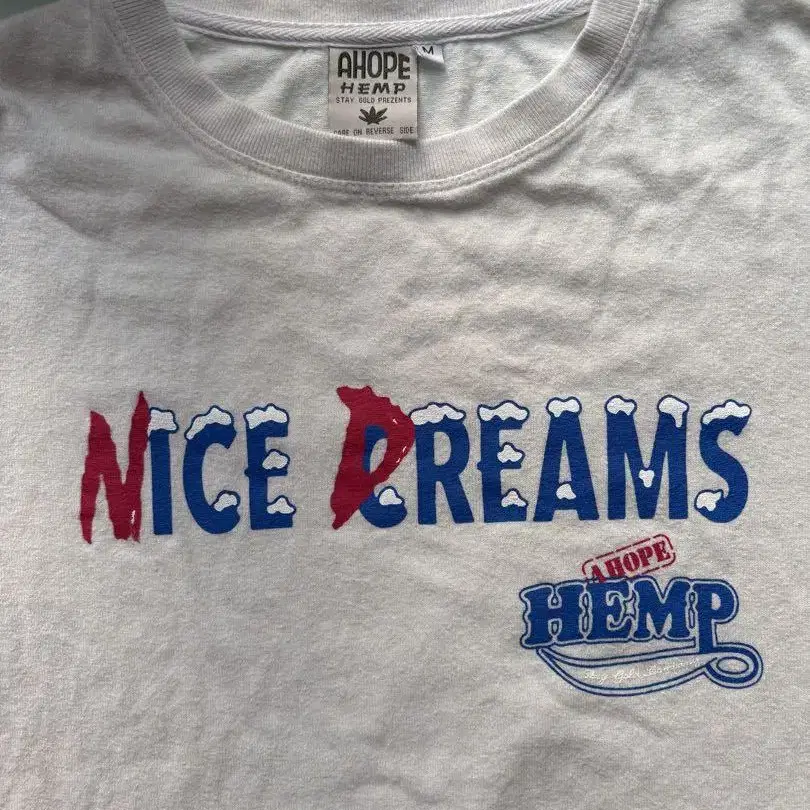 AHOPE
HEMP
STAY GOLD PREZENTS
CARE ON REVERSE SIDE
M
NICE DREAMS
AHOPE
HEMP